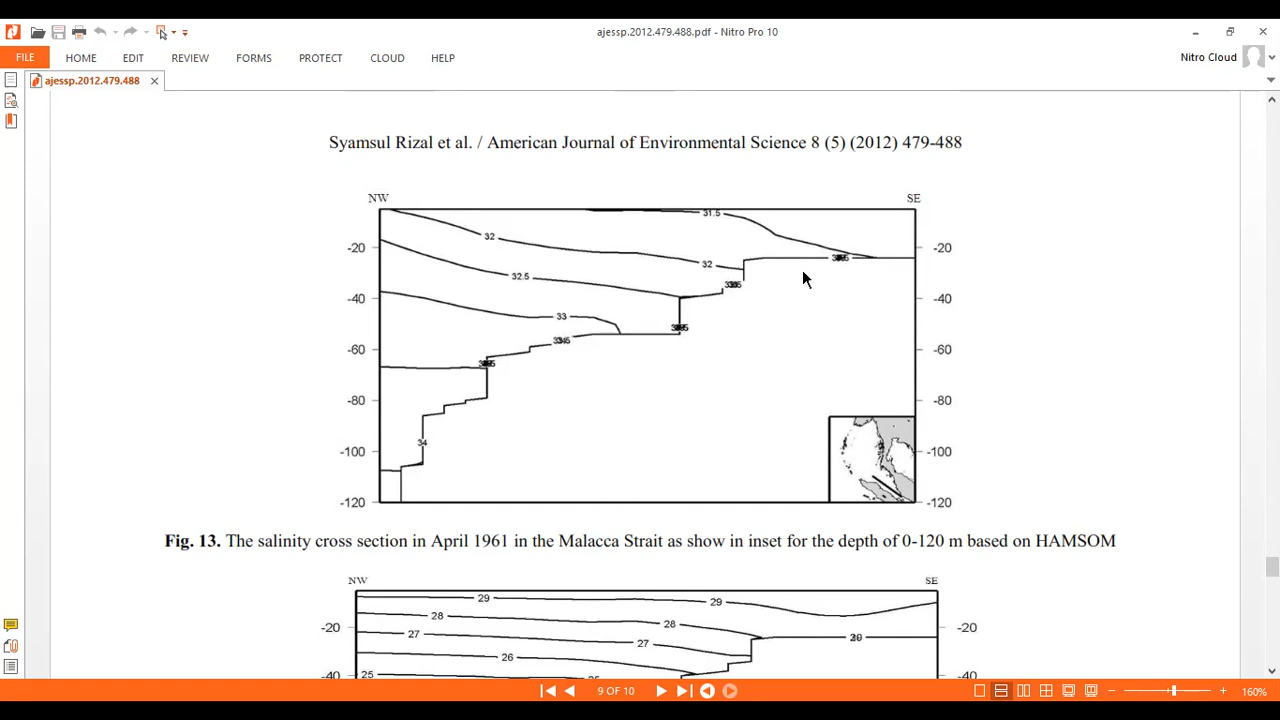 ajessp.2012.479.488.pdf - Nitro Pro 10
FILE HOME EDIT REVIEW FORMS PROTECT CLOUD HELP
Nitro Cloud
ajessp.2012.479.488
Syamsul Rizal et al. / American Journal of Environmental Science 8 (5) (2012) 479-488
NW SE
31.5
32
-20 -20
32
32.5
-40 -40
33
-60 -60
-80 -80
34
-100 -100
-120 -120
Fig. 13. The salinity cross section in April 1961 in the Malacca Strait as show in inset for the depth of 0-120 m based on HAMSOM
NW SE
29 29
28 28
-20 -20
27 27
26
25
-40 -40
9 OF 10
160%